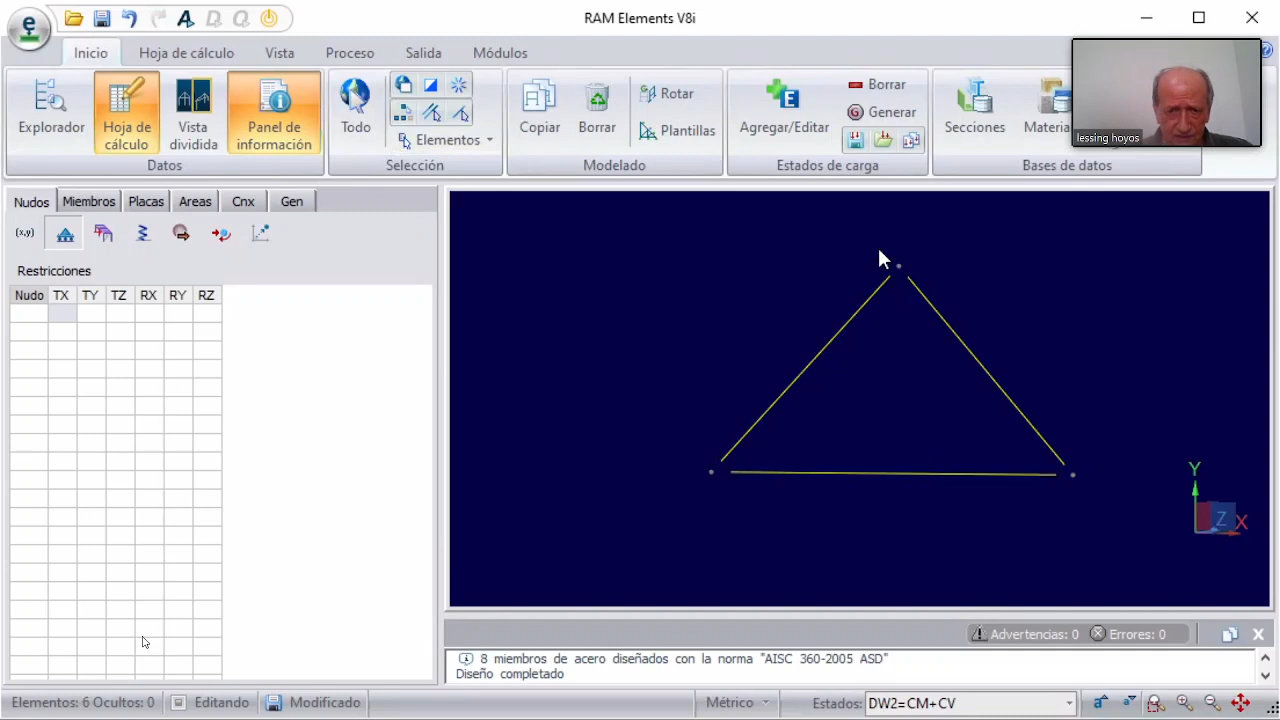 RAM Elements V8i
Inicio Hoja de cálculo Vista Proceso Salida Módulos
Explorador Hoja de cálculo Vista dividida Panel de información
Datos
Todo
Elementos
Selección
Copiar Borrar Rotar Plantillas
Modelado
Agregar/Editar Borrar Generar
Estados de carga
Secciones Materia
Bases de datos
lessing hoyos
Nudos Miembros Placas Areas Cnx Gen
(x,y)
Restricciones
Nudo TX TY TZ RX RY RZ
Y
Z X
Advertencias: 0 Errores: 0
8 miembros de acero diseñados con la norma "AISC 360-2005 ASD"
Diseño completado
Elementos: 6 Ocultos: 0 Editando Modificado Métrico Estados: DW2=CM+CV